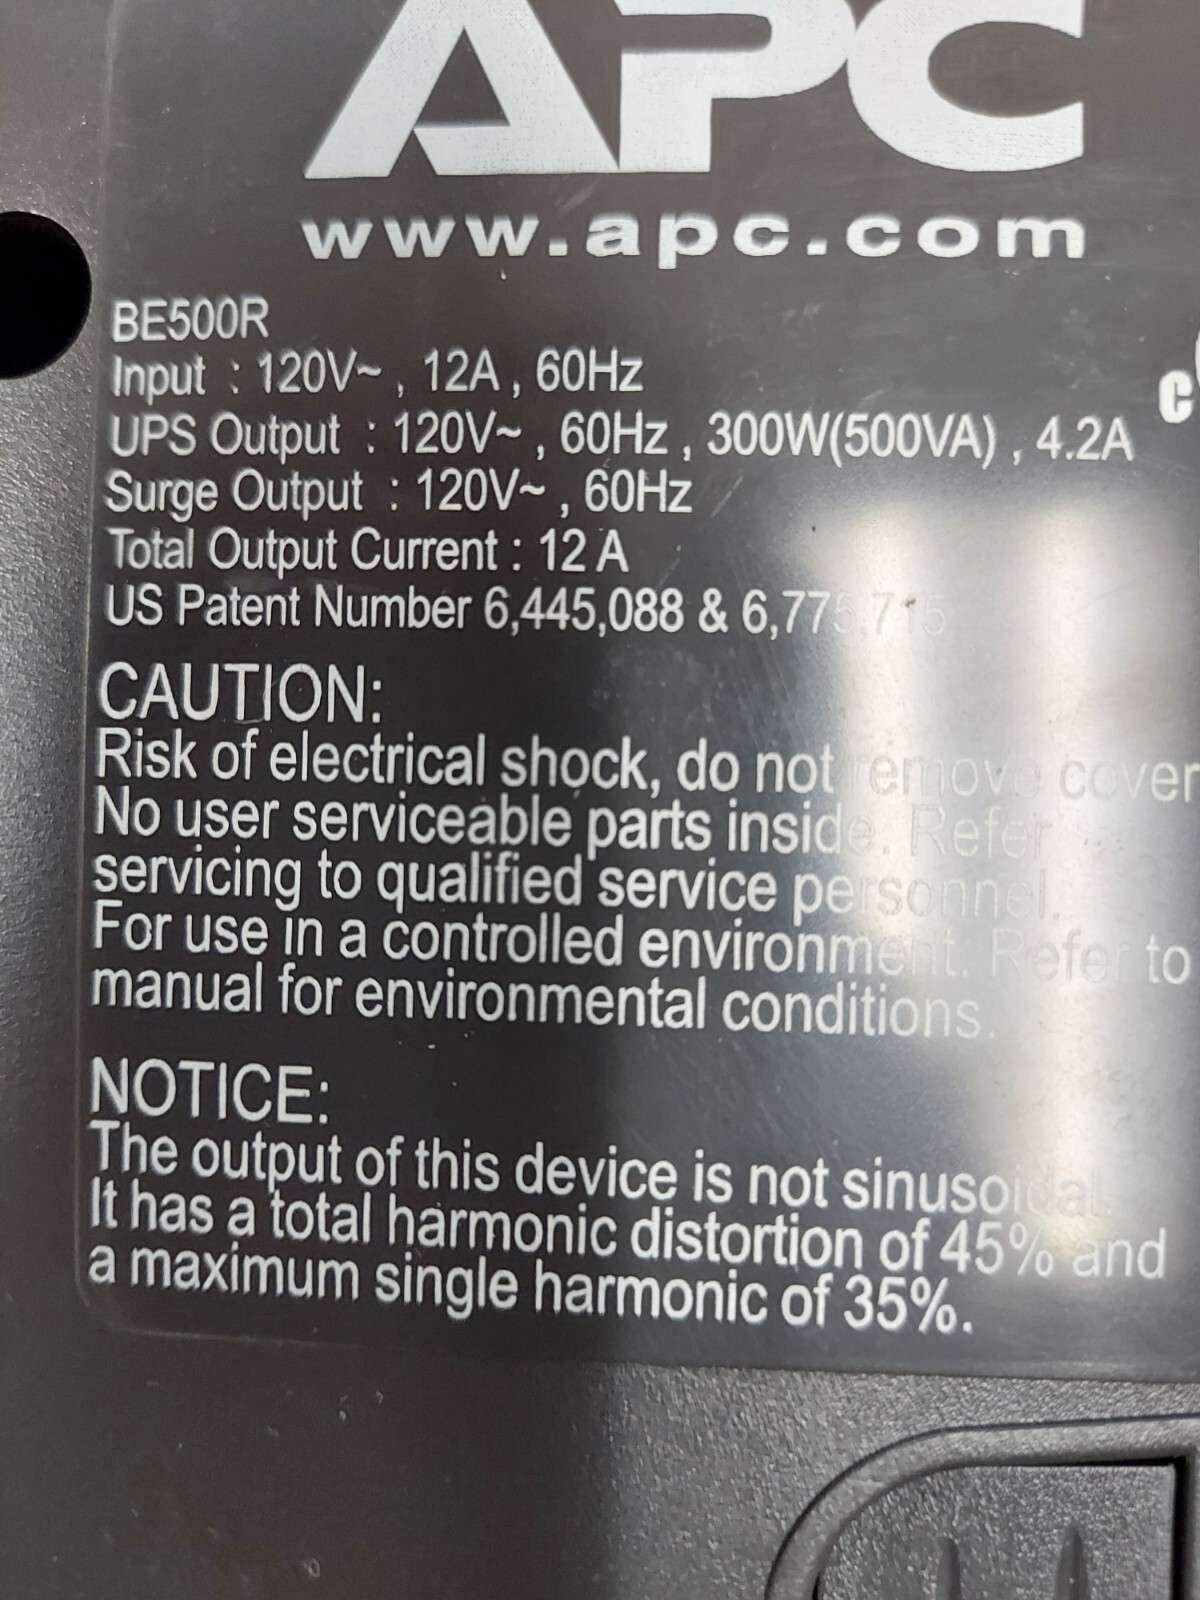 APC
www.apc.com
BE500R
Input : 120V~ , 12A , 60Hz
UPS Output : 120V~ , 60Hz , 300W(500VA) , 4.2A
Surge Output : 120V~ , 60Hz
Total Output Current : 12 A
US Patent Number 6,445,088 & 6,775,715
CAUTION:
Risk of electrical shock, do not remove cover
No user serviceable parts inside. Refer
servicing to qualified service personnel.
For use in a controlled environment. Refer to
manual for environmental conditions.
NOTICE:
The output of this device is not sinusoidal.
It has a total harmonic distortion of 45% and
a maximum single harmonic of 35%.